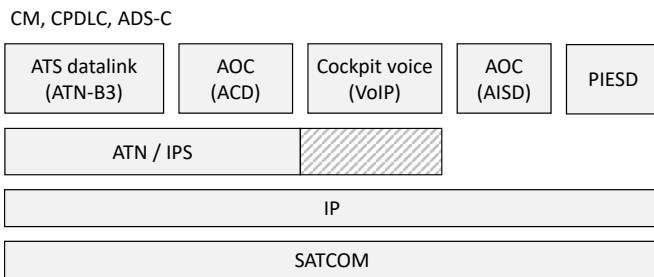 CM, CPDLC, ADS-C
ATS datalink
(ATN-B3)
AOC
(ACD)
Cockpit voice
(VoIP)
AOC
(AISD)
PIESD
ATN / IPS
IP
SATCOM